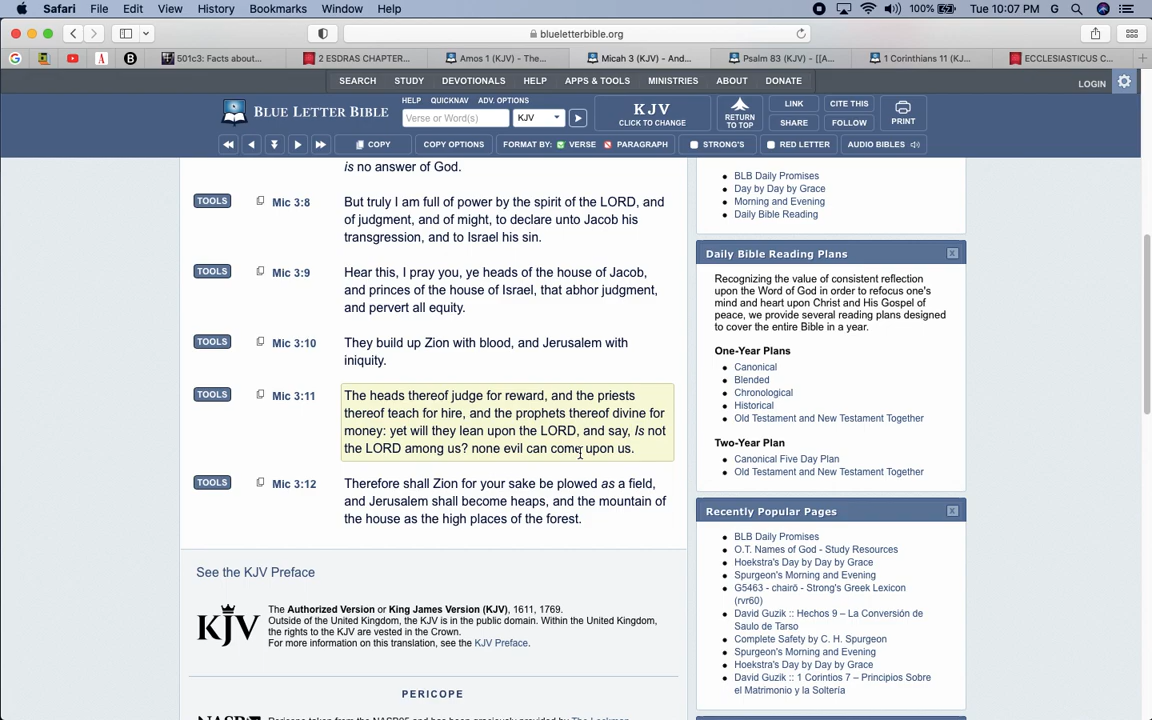 Safari File Edit View History Bookmarks Window Help 100% Tue 10:07 PM G
blueletterbible.org
501c3: Facts about... 2 ESDRAS CHAPTER... Amos 1 (KJV) - The... Micah 3 (KJV) - And... Psalm 83 (KJV) - [[A... 1 Corinthians 11 (KJ... ECCLESIASTICUS C...
SEARCH STUDY DEVOTIONALS HELP APPS & TOOLS MINISTRIES ABOUT DONATE LOGIN
BLUE LETTER BIBLE
HELP QUICKNAV ADV. OPTIONS
Verse or Word(s) KJV
KJV
CLICK TO CHANGE
RETURN
TO TOP
LINK CITE THIS
SHARE FOLLOW
PRINT
COPY COPY OPTIONS FORMAT BY: VERSE PARAGRAPH STRONG'S RED LETTER AUDIO BIBLES
is no answer of God.
TOOLS Mic 3:8 But truly I am full of power by the spirit of the LORD, and
of judgment, and of might, to declare unto Jacob his
transgression, and to Israel his sin.
TOOLS Mic 3:9 Hear this, I pray you, ye heads of the house of Jacob,
and princes of the house of Israel, that abhor judgment,
and pervert all equity.
TOOLS Mic 3:10 They build up Zion with blood, and Jerusalem with
iniquity.
TOOLS Mic 3:11 The heads thereof judge for reward, and the priests
thereof teach for hire, and the prophets thereof divine for
money: yet will they lean upon the LORD, and say, Is not
the LORD among us? none evil can come upon us.
TOOLS Mic 3:12 Therefore shall Zion for your sake be plowed as a field,
and Jerusalem shall become heaps, and the mountain of
the house as the high places of the forest.
See the KJV Preface
KJV
The Authorized Version or King James Version (KJV), 1611, 1769.
Outside of the United Kingdom, the KJV is in the public domain. Within the United Kingdom,
the rights to the KJV are vested in the Crown.
For more information on this translation, see the KJV Preface.
PERICOPE
NASB Pericope taken from the NASB95 and has been graciously provided by The Lockman
BLB Daily Promises
Day by Day by Grace
Morning and Evening
Daily Bible Reading
Daily Bible Reading Plans x
Recognizing the value of consistent reflection
upon the Word of God in order to refocus one's
mind and heart upon Christ and His Gospel of
peace, we provide several reading plans designed
to cover the entire Bible in a year.
One-Year Plans
Canonical
Blended
Chronological
Historical
Old Testament and New Testament Together
Two-Year Plan
Canonical Five Day Plan
Old Testament and New Testament Together
Recently Popular Pages x
BLB Daily Promises
O.T. Names of God - Study Resources
Hoekstra's Day by Day by Grace
Spurgeon's Morning and Evening
G5463 - chairō - Strong's Greek Lexicon
(rvr60)
David Guzik :: Hechos 9 – La Conversión de
Saulo de Tarso
Complete Safety by C. H. Spurgeon
Spurgeon's Morning and Evening
Hoekstra's Day by Day by Grace
David Guzik :: 1 Corintios 7 – Principios Sobre
el Matrimonio y la Soltería